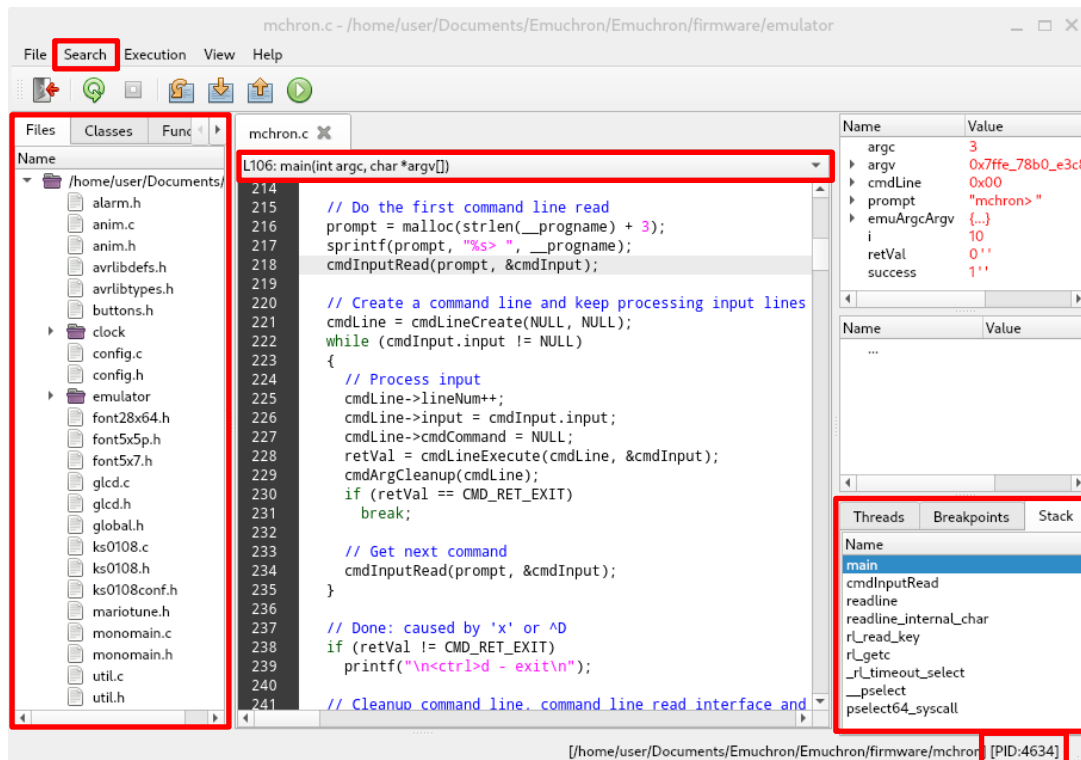 mchron.c - /home/user/Documents/Emuchron/Emuchron/firmware/emulator
File Search Execution View Help
Files Classes Func
Name
/home/user/Documents/
alarm.h
anim.c
anim.h
avrlibdefs.h
avrlibtypes.h
buttons.h
clock
config.c
config.h
emulator
font28x64.h
font5x5p.h
font5x7.h
glcd.c
glcd.h
global.h
ks0108.c
ks0108.h
ks0108conf.h
mariotune.h
monomain.c
monomain.h
util.c
util.h
mchron.c
L106: main(int argc, char *argv[])
214
215 // Do the first command line read
216 prompt = malloc(strlen(__progname) + 3);
217 sprintf(prompt, "%s> ", __progname);
218 cmdInputRead(prompt, &cmdInput);
219
220 // Create a command line and keep processing input lines
221 cmdLine = cmdLineCreate(NULL, NULL);
222 while (cmdInput.input != NULL)
223 {
224 // Process input
225 cmdLine->lineNum++;
226 cmdLine->input = cmdInput.input;
227 cmdLine->cmdCommand = NULL;
228 retVal = cmdLineExecute(cmdLine, &cmdInput);
229 cmdArgCleanup(cmdLine);
230 if (retVal == CMD_RET_EXIT)
231 break;
232
233 // Get next command
234 cmdInputRead(prompt, &cmdInput);
235 }
236
237 // Done: caused by 'x' or ^D
238 if (retVal != CMD_RET_EXIT)
239 printf("\n<ctrl>d - exit\n");
240
241 // Cleanup command line, command line read interface and
Name Value
argc 3
argv 0x7ffe_78b0_e3c8
cmdLine 0x00
prompt "mchron> "
emuArgcArgv {...}
i 10
retVal 0 ' '
success 1 ' '
Name Value
...
Threads Breakpoints Stack
Name
main
cmdInputRead
readline
readline_internal_char
rl_read_key
rl_getc
_rl_timeout_select
__pselect
pselect64_syscall
[/home/user/Documents/Emuchron/Emuchron/firmware/mchron] [PID:4634]